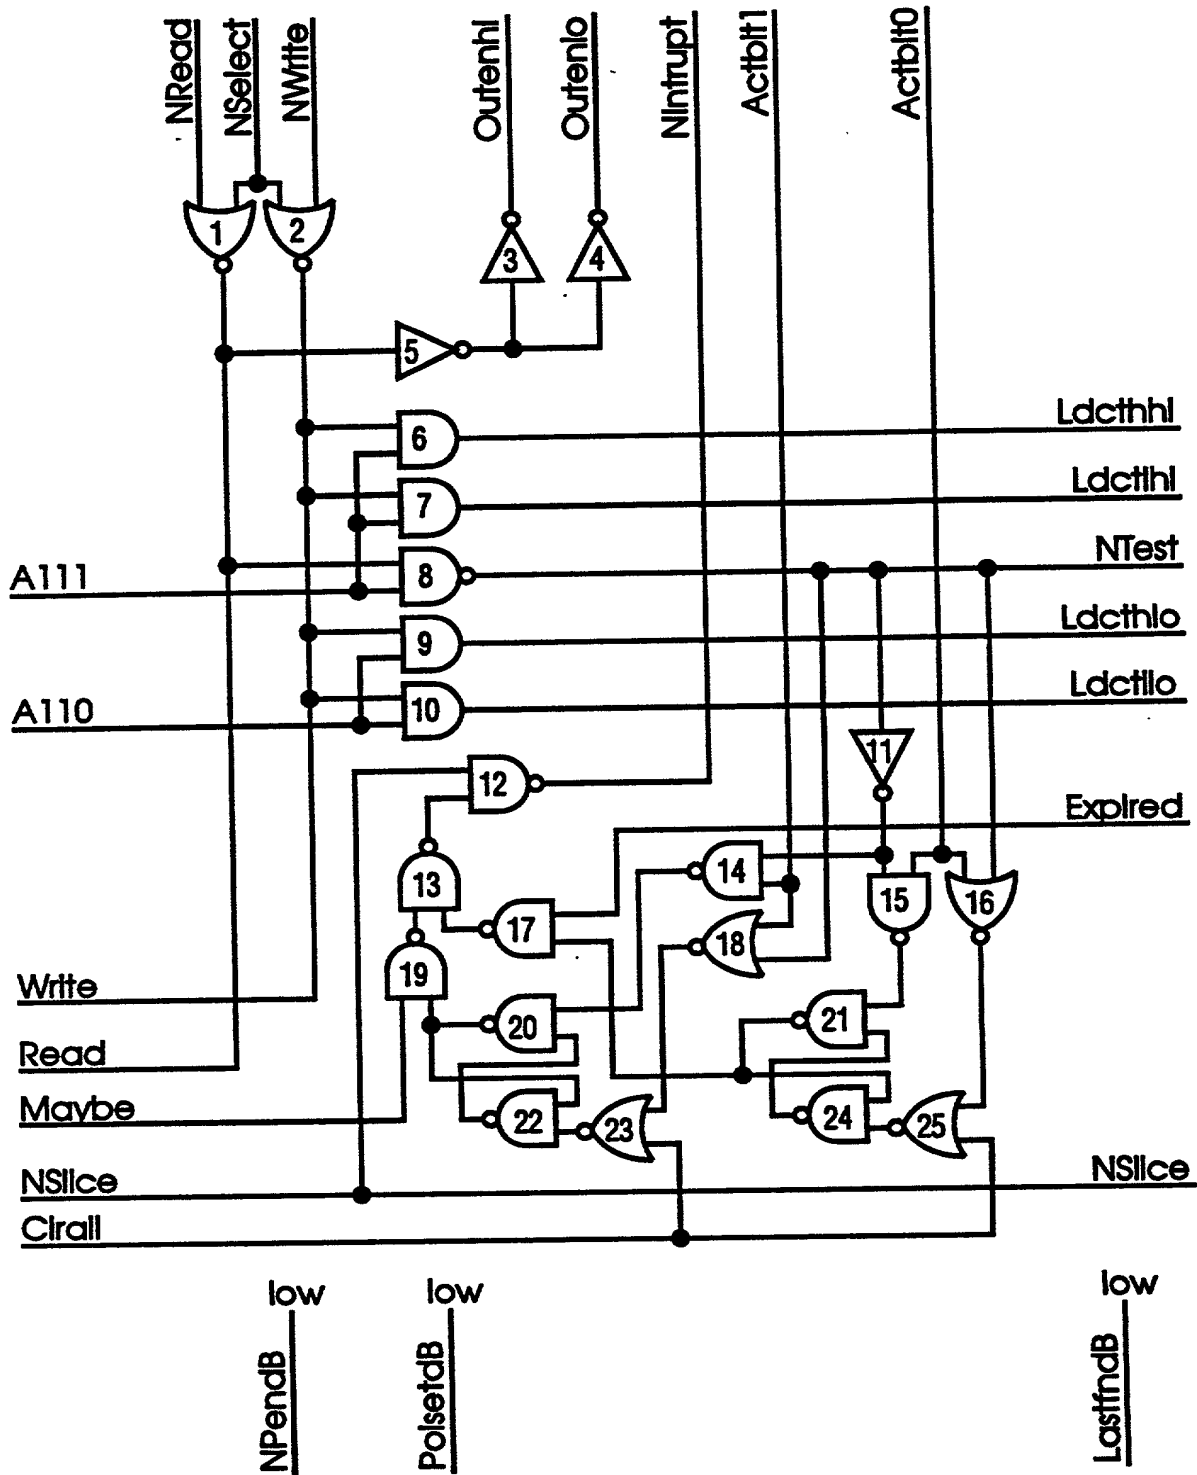 NRead
NSelect
NWrite
Outenhi
Outenlo
NIntrupt
Actbit1
Actbit0
1
2
3
4
5
6
Ldcthhi
7
Ldctlhi
A111
8
NTest
9
Ldcthlo
A110
10
Ldctllo
11
12
Expired
13
14
15
16
17
18
19
Write
20
21
Read
Maybe
22
23
24
25
NSlice
NSlice
Clrall
low
low
low
NPendB
PolsetdB
LastfndB